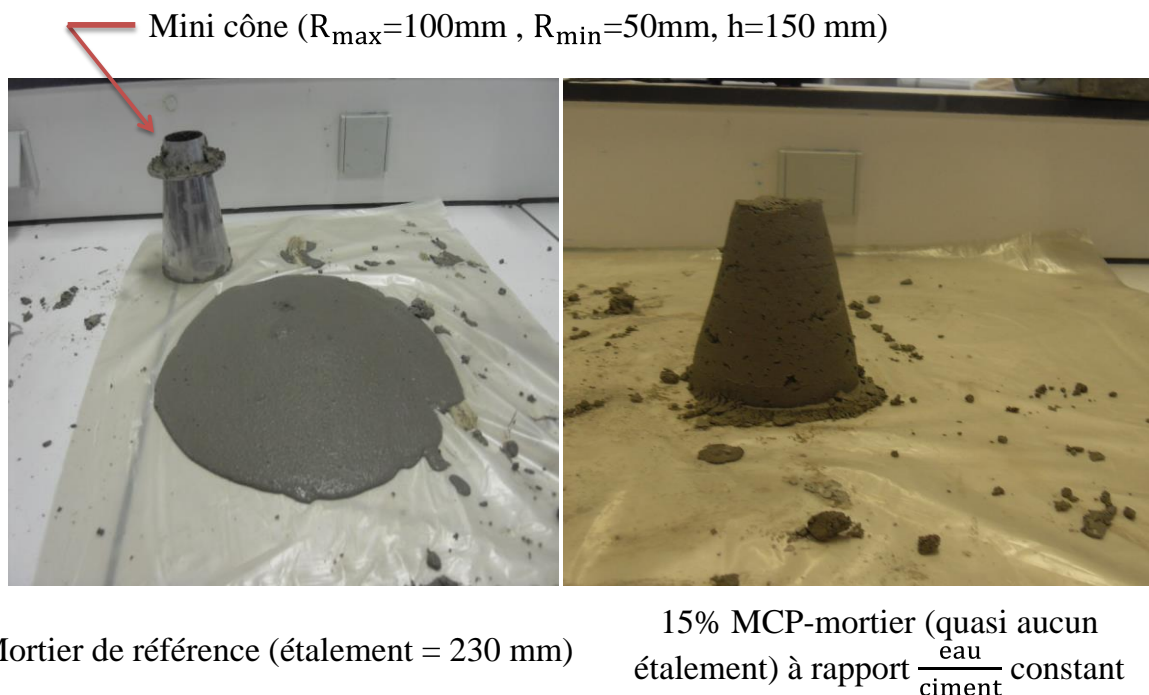 Mini cône (Rmax=100mm , Rmin=50mm, h=150 mm)
Mortier de référence (étalement = 230 mm)
15% MCP-mortier (quasi aucun
étalement) à rapport eau/ciment constant